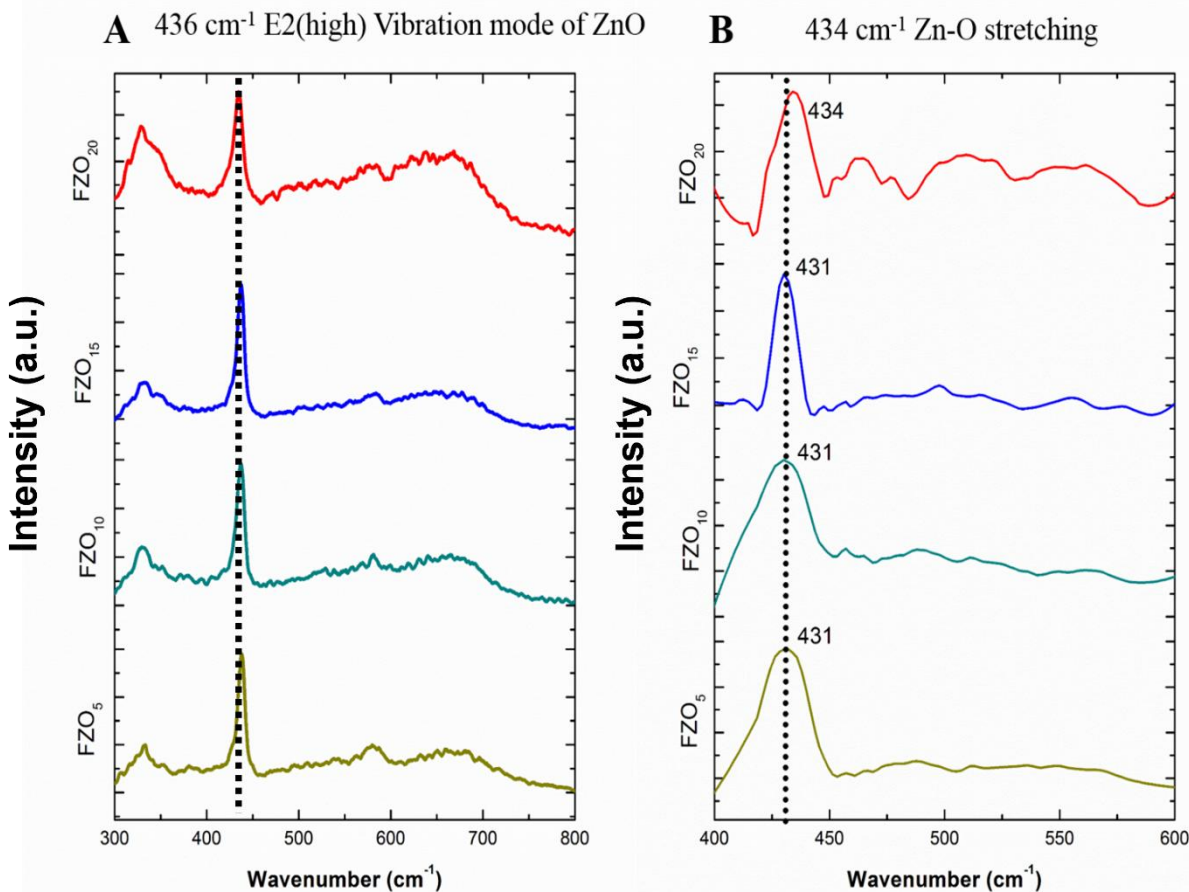 A 436 cm⁻¹ E2(high) Vibration mode of ZnO
Intensity (a.u.)
FZO₂₀
FZO₁₅
FZO₁₀
FZO₅
300 400 500 600 700 800
Wavenumber (cm⁻¹)
B 434 cm⁻¹ Zn-O stretching
Intensity (a.u.)
FZO₂₀
FZO₁₅
FZO₁₀
FZO₅
434
431
431
431
400 450 500 550 600
Wavenumber (cm⁻¹)